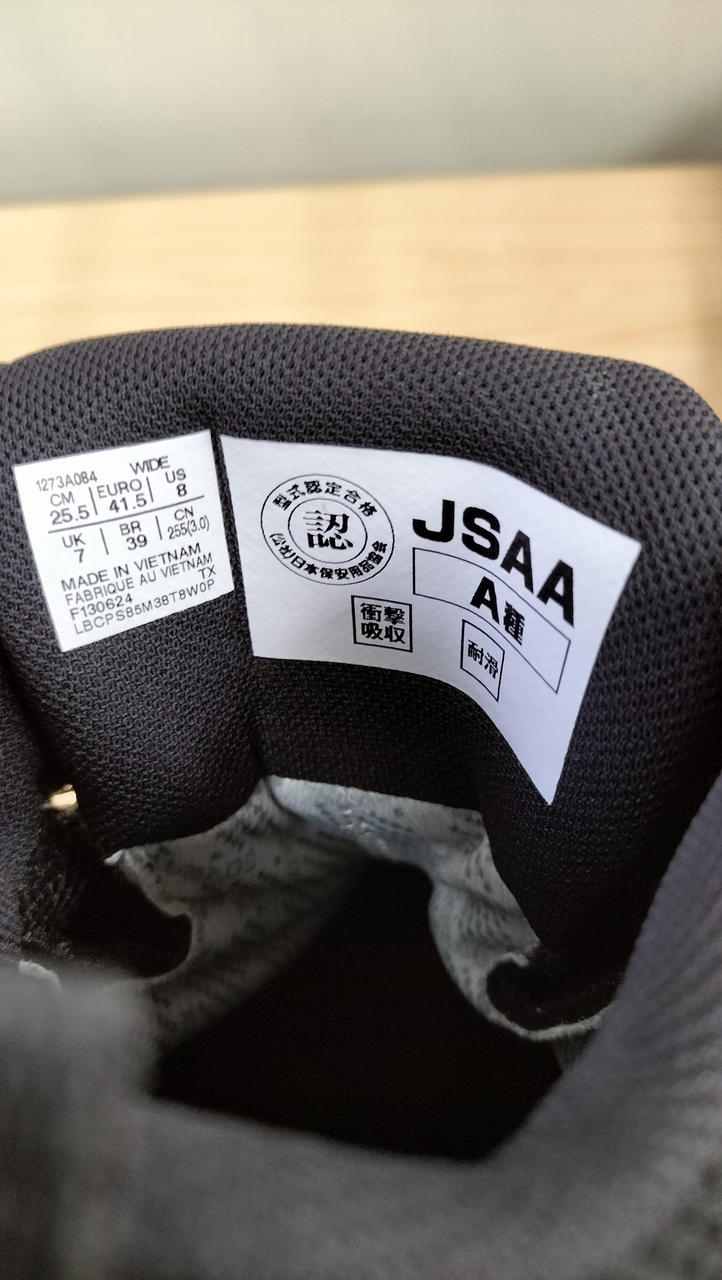 1273A084 WIDE
CM EURO US
25.5 41.5 8
UK BR CN
7 39 255(3.0)
MADE IN VIETNAM
FABRIQUE AU VIETNAM
F130624 TX
LBCPS85M38T8W0P
型式認定合格
認
(公社)日本保安用品協会
JSAA
A種
衝撃
吸収
耐滑